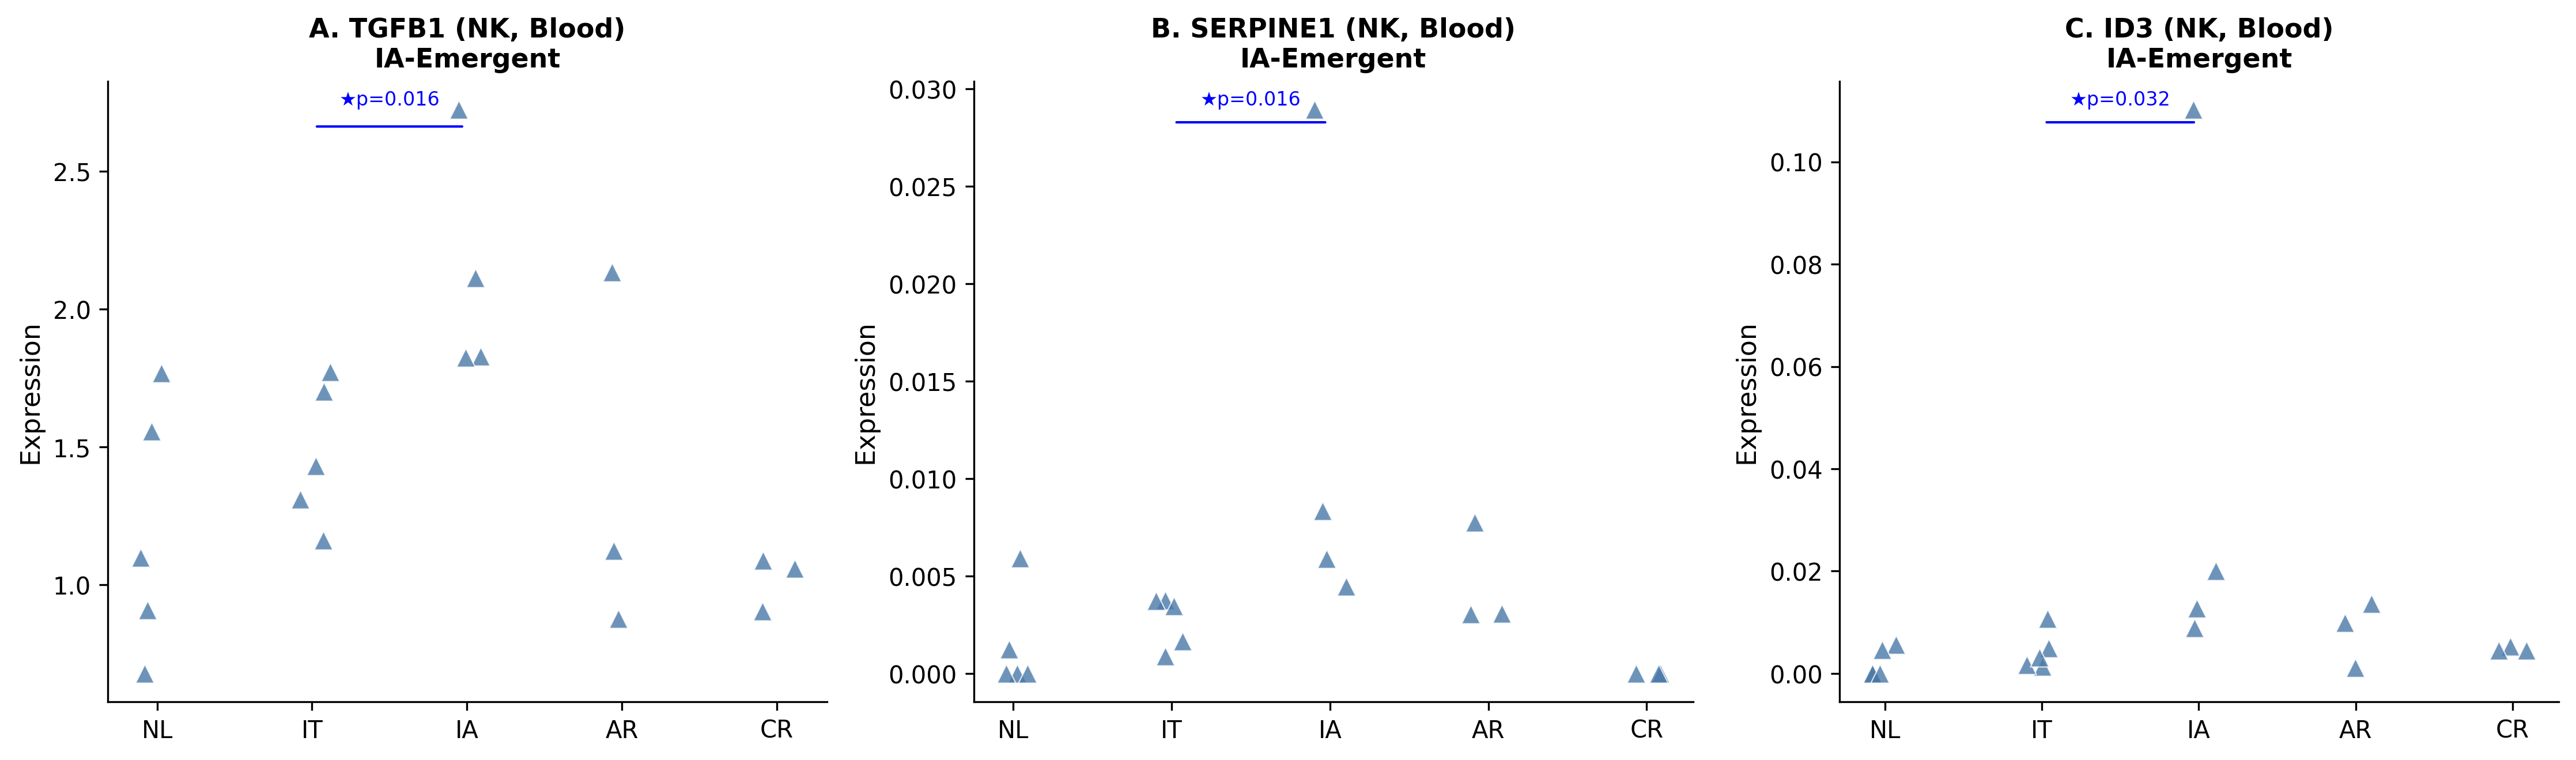 A. TGFB1 (NK, Blood)
IA-Emergent
★p=0.016
2.5
2.0
1.5
1.0
Expression
NL IT IA AR CR
B. SERPINE1 (NK, Blood)
IA-Emergent
★p=0.016
0.030
0.025
0.020
0.015
0.010
0.005
0.000
Expression
NL IT IA AR CR
C. ID3 (NK, Blood)
IA-Emergent
★p=0.032
0.10
0.08
0.06
0.04
0.02
0.00
Expression
NL IT IA AR CR